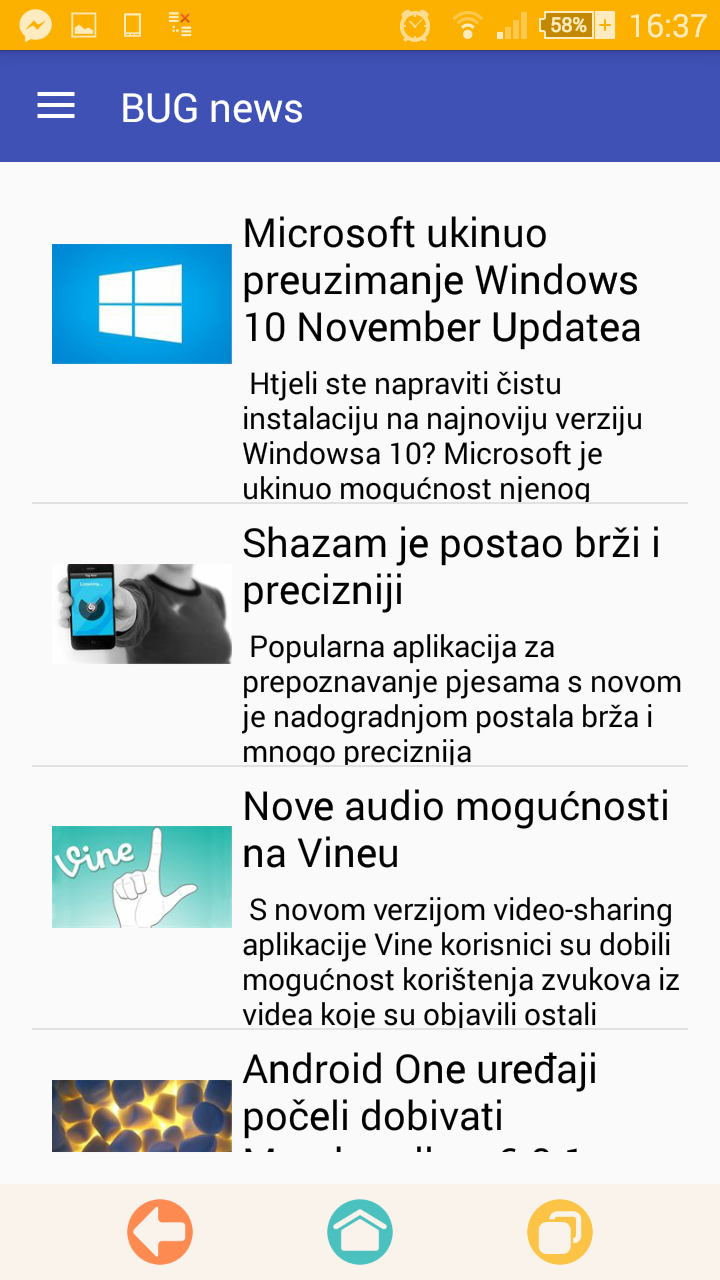 58%
16:37
BUG news
Microsoft ukinuo
preuzimanje Windows
10 November Updatea
Htjeli ste napraviti čistu
instalaciju na najnoviju verziju
Windowsa 10? Microsoft je
ukinuo mogućnost njenog
Shazam je postao brži i
precizniji
Popularna aplikacija za
prepoznavanje pjesama s novom
je nadogradnjom postala brža i
mnogo preciznija
Nove audio mogućnosti
na Vineu
Vine
S novom verzijom video-sharing
aplikacije Vine korisnici su dobili
mogućnost korištenja zvukova iz
videa koje su objavili ostali
Android One uređaji
počeli dobivati